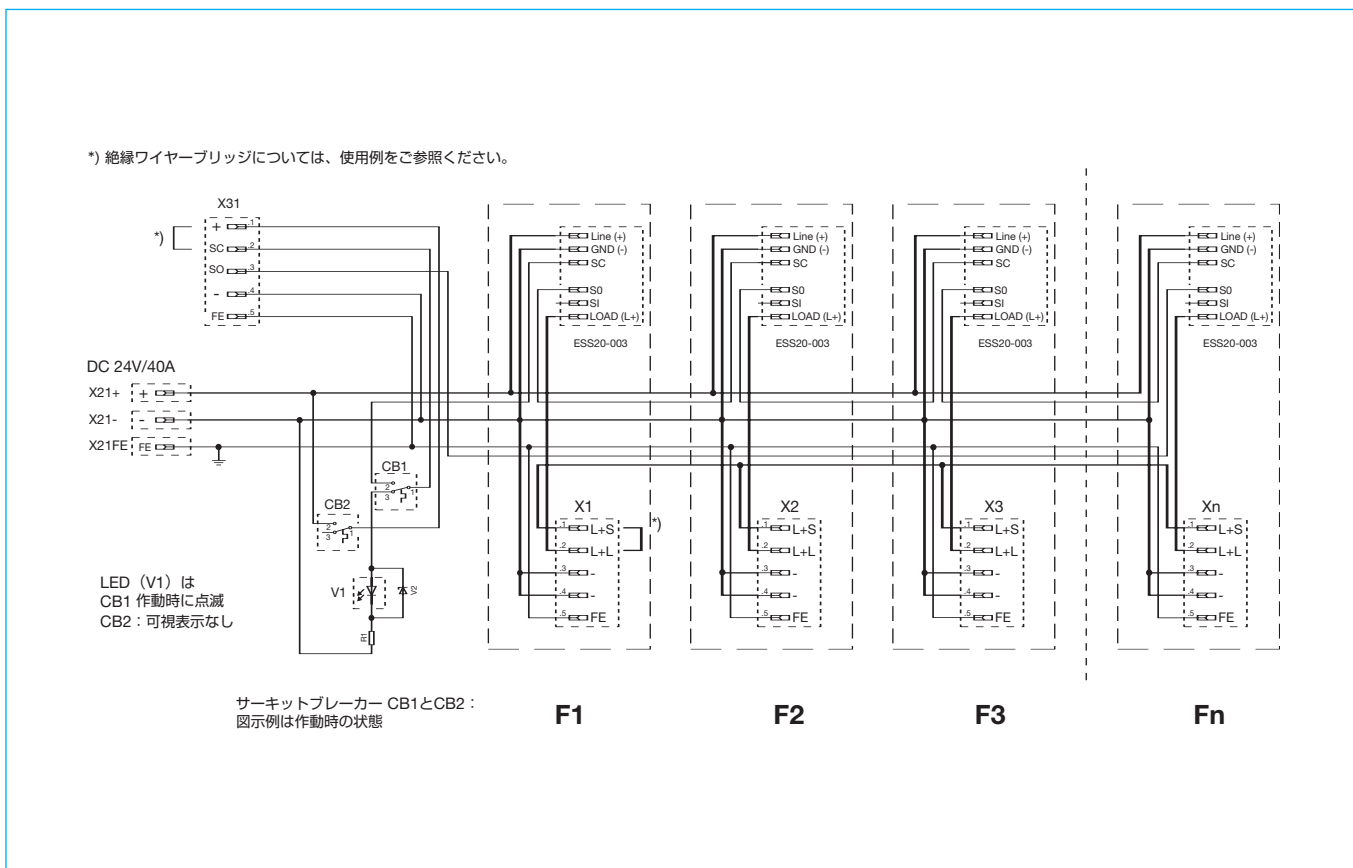 *) 絶縁ワイヤーブリッジについては、使用例をご参照ください。
X31
*)
+ .1
SC .2
SO .3
- .4
FE .5
DC 24V/40A
X21+ +
X21- -
X21FE FE
CB1
2
3
1
CB2
2
3
1
V1
V2
R1
LED（V1）は
CB1 作動時に点滅
CB2：可視表示なし
サーキットブレーカー CB1とCB2：
図示例は作動時の状態
Line (+)
GND (-)
SC
S0
SI
LOAD (L+)
ESS20-003
X1
.1 L+S
.2 L+L
.3 -
.4 -
.5 FE
*)
F1
Line (+)
GND (-)
SC
S0
SI
LOAD (L+)
ESS20-003
X2
.1 L+S
.2 L+L
.3 -
.4 -
.5 FE
F2
Line (+)
GND (-)
SC
S0
SI
LOAD (L+)
ESS20-003
X3
.1 L+S
.2 L+L
.3 -
.4 -
.5 FE
F3
Line (+)
GND (-)
SC
S0
SI
LOAD (L+)
ESS20-003
Xn
.1 L+S
.2 L+L
.3 -
.4 -
.5 FE
Fn